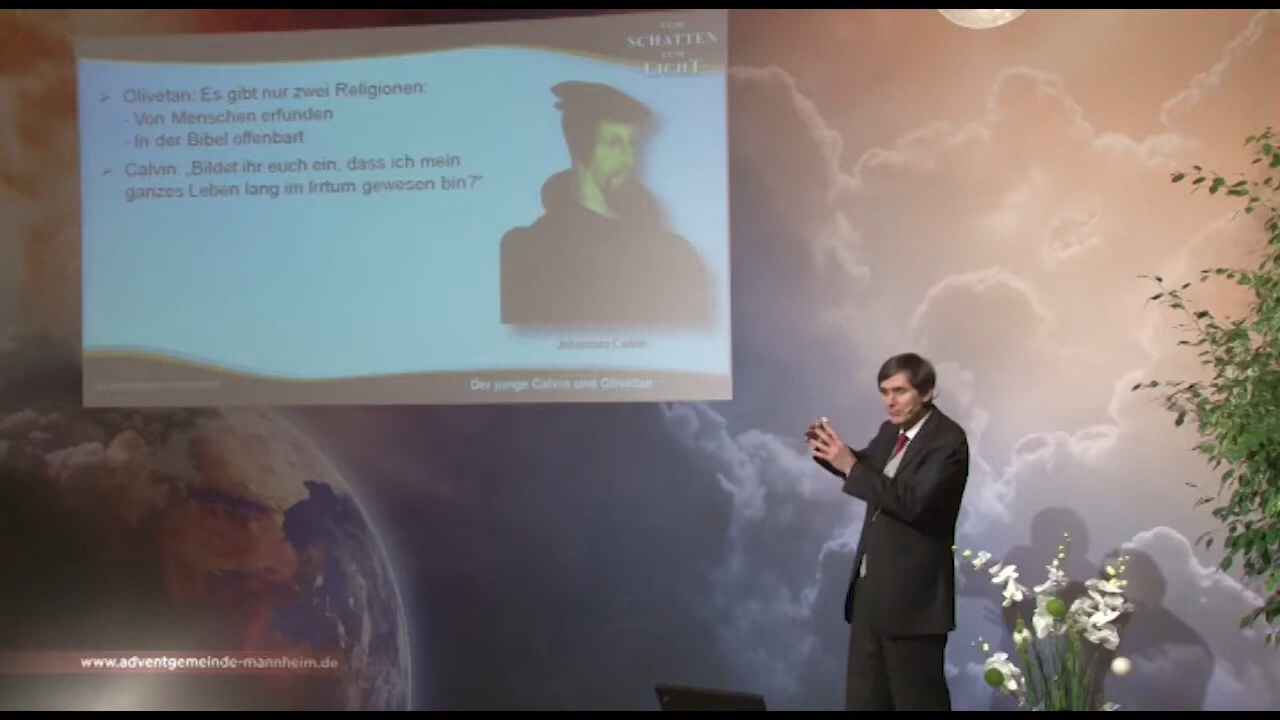 VOM
SCHATTEN
ZUM
LICHT
Olivetan: Es gibt nur zwei Religionen:
- Von Menschen erfunden
- In der Bibel offenbart
Calvin: „Bildet ihr euch ein, dass ich mein
ganzes Leben lang im Irrtum gewesen bin?"
Johannes Calvin
Der junge Calvin und Olivetan
www.adventgemeinde-mannheim.de